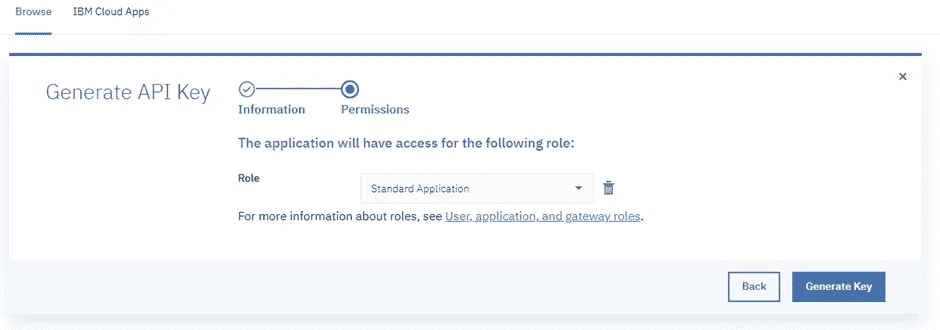 Browse IBM Cloud Apps
Generate API Key
Information Permissions
The application will have access for the following role:
Role
Standard Application
For more information about roles, see User, application, and gateway roles.
Back Generate Key